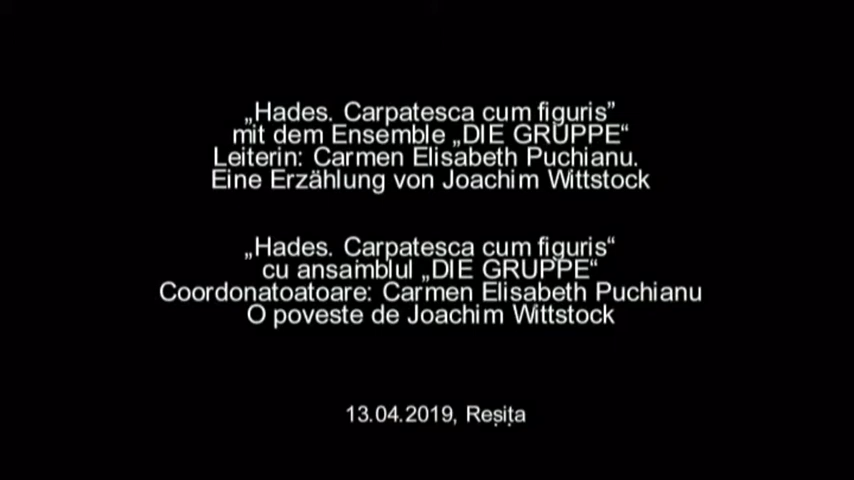 „Hades. Carpatesca cum figuris”
mit dem Ensemble „DIE GRUPPE“
Leiterin: Carmen Elisabeth Puchianu.
Eine Erzählung von Joachim Wittstock
„Hades. Carpatesca cum figuris“
cu ansamblul „DIE GRUPPE“
Coordonatoatoare: Carmen Elisabeth Puchianu
O poveste de Joachim Wittstock
13.04.2019, Reșița